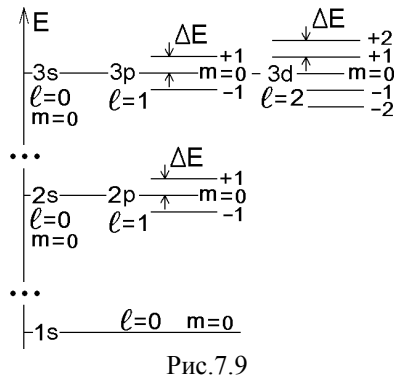 E
ΔE
+1
m=0
−1
ΔE
+2
+1
m=0
−1
−2
3s
3p
3d
ℓ=0
m=0
ℓ=1
ℓ=2
...
ΔE
+1
m=0
−1
2s
2p
ℓ=0
m=0
ℓ=1
...
ℓ=0 m=0
1s
Рис.7.9